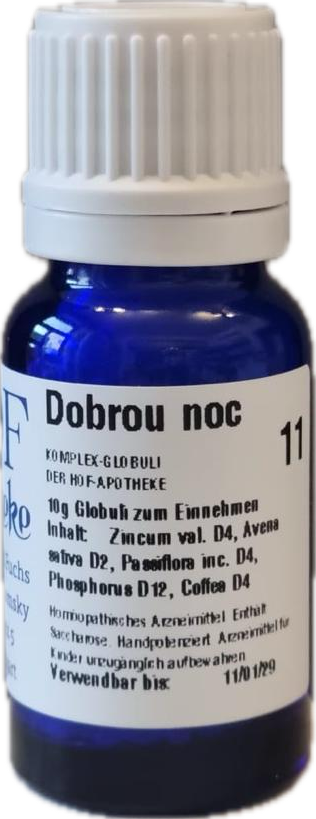 F
Dobrou noc
11
KOMPLEX-GLOBULI
DER HOF-APOTHEKE
10g Globuli zum Einnehmen
Inhalt: Zincum val. D4, Avena
sativa D2, Passiflora inc. D4,
Phosphorus D12, Coffea D4
Homöopathisches Arzneimittel Enthält
Saccharose. Handpotenziert Arzneimittel für
Kinder unzugänglich aufbewahren
Verwendbar bis: 11/01/29